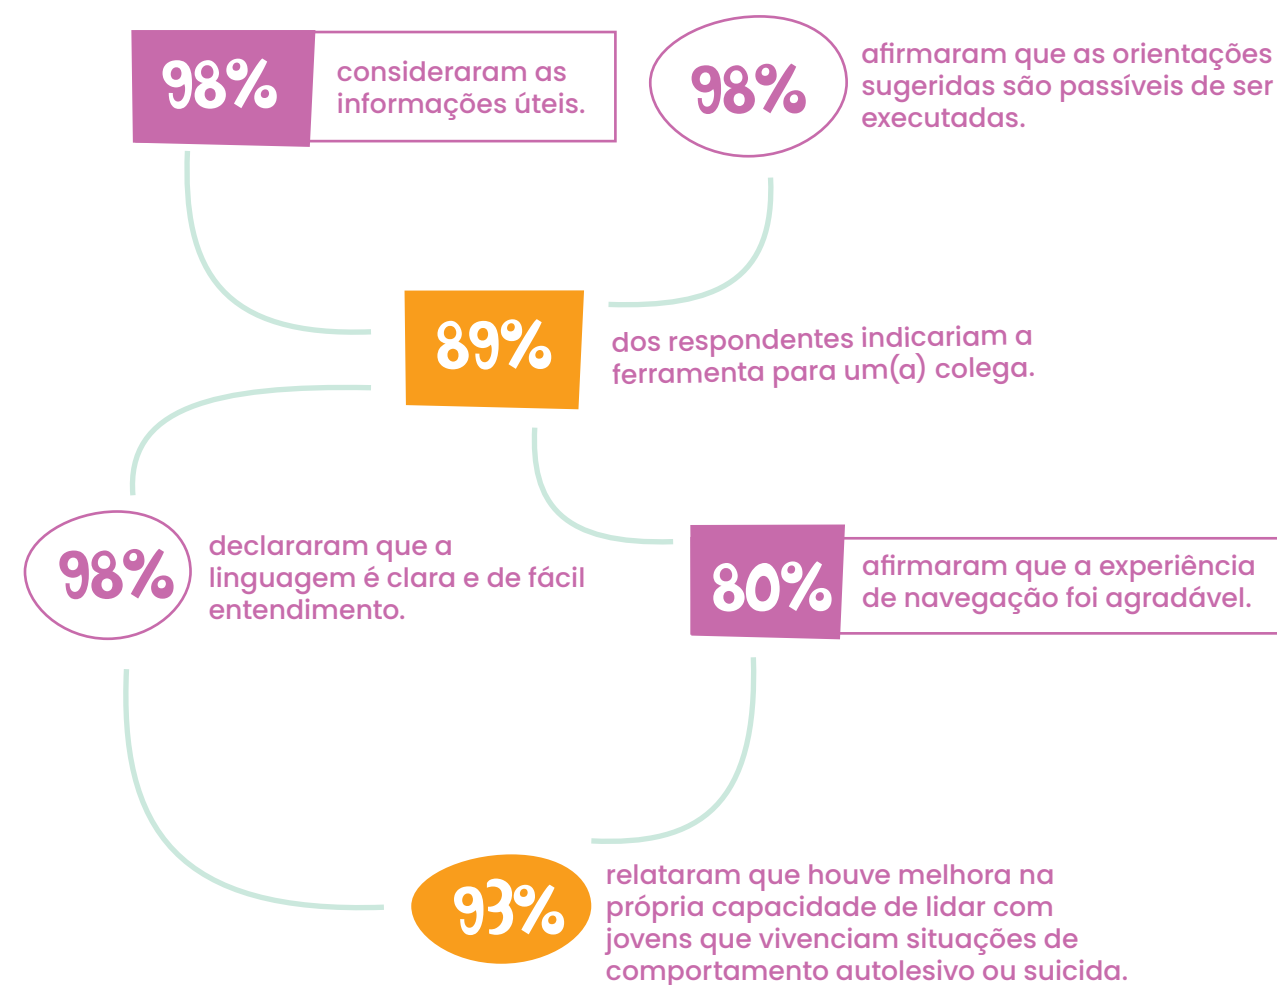 98%
consideraram as
informações úteis.
98%
afirmaram que as orientações
sugeridas são passíveis de ser
executadas.
89%
dos respondentes indicariam a
ferramenta para um(a) colega.
98%
declararam que a
linguagem é clara e de fácil
entendimento.
80%
afirmaram que a experiência
de navegação foi agradável.
93%
relataram que houve melhora na
própria capacidade de lidar com
jovens que vivenciam situações de
comportamento autolesivo ou suicida.